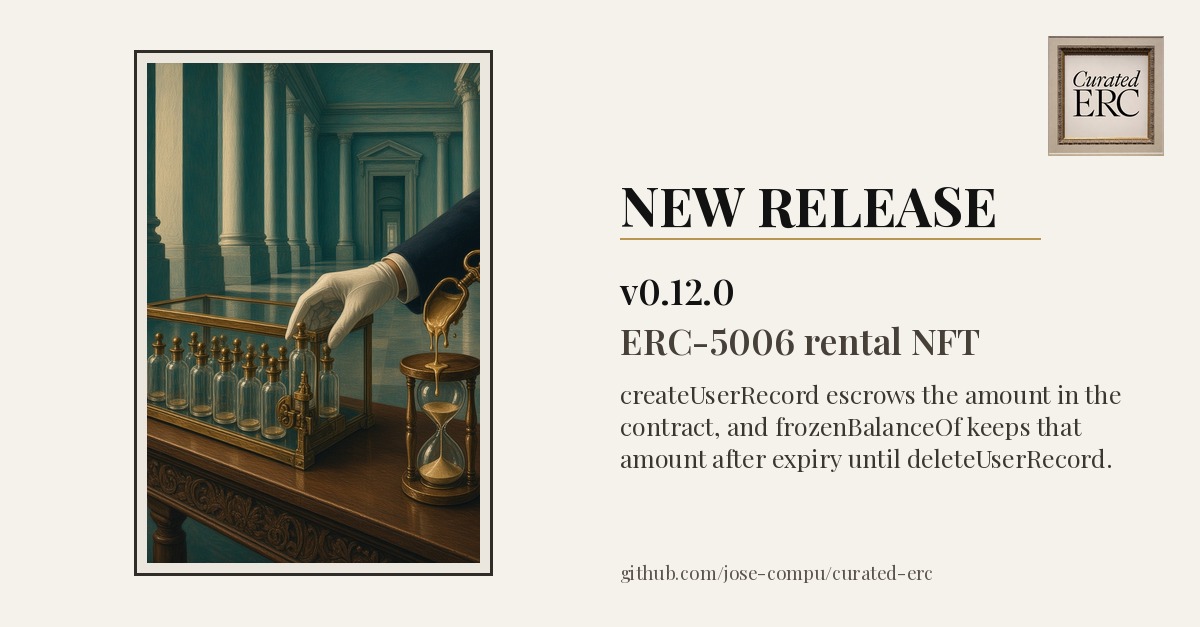 Curated
ERC
NEW RELEASE
v0.12.0
ERC-5006 rental NFT
createUserRecord escrows the amount in the
contract, and frozenBalanceOf keeps that
amount after expiry until deleteUserRecord.
github.com/jose-compu/curated-erc